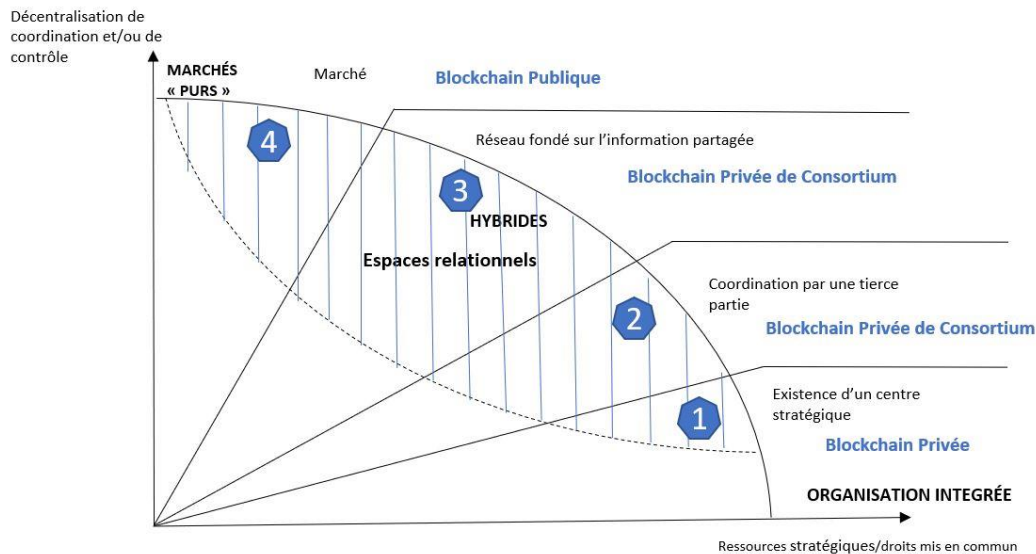 Décentralisation de
coordination et/ou de
contrôle
MARCHÉS
« PURS »
Marché
Blockchain Publique
4
Réseau fondé sur l’information partagée
3
Blockchain Privée de Consortium
HYBRIDES
Espaces relationnels
Coordination par une tierce
partie
2
Blockchain Privée de Consortium
Existence d’un centre
stratégique
1
Blockchain Privée
ORGANISATION INTEGRÉE
Ressources stratégiques/droits mis en commun